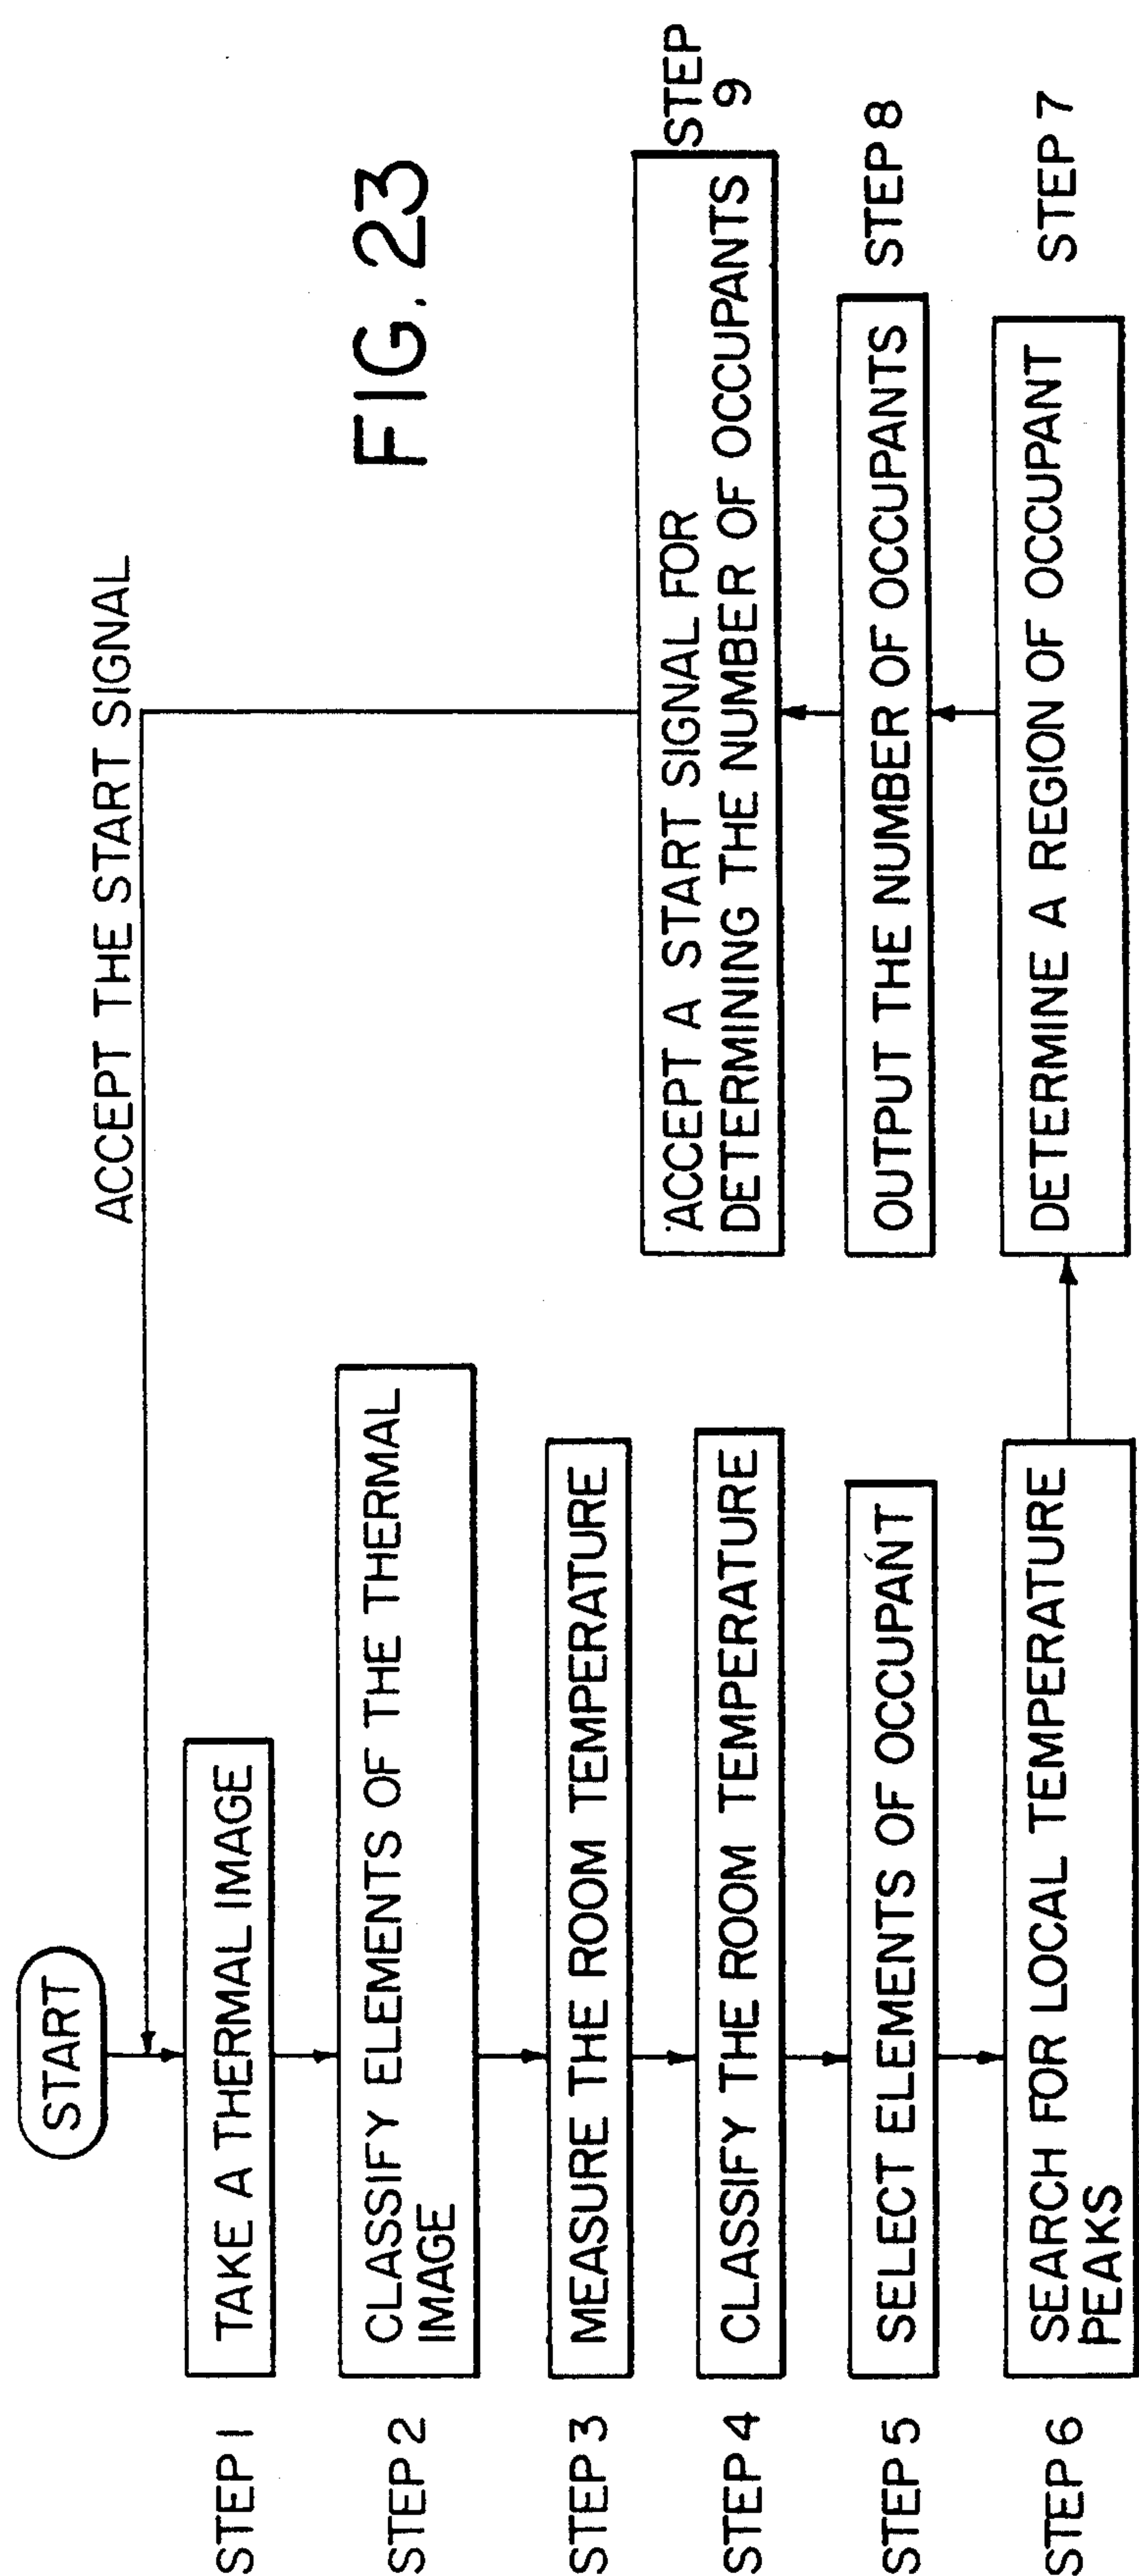 FIG. 23
START
ACCEPT THE START SIGNAL
STEP 1
TAKE A THERMAL IMAGE
STEP 2
CLASSIFY ELEMENTS OF THE THERMAL
IMAGE
STEP 3
MEASURE THE ROOM TEMPERATURE
STEP 4
CLASSIFY THE ROOM TEMPERATURE
STEP 5
SELECT ELEMENTS OF OCCUPANT
STEP 6
SEARCH FOR LOCAL TEMPERATURE
PEAKS
DETERMINE A REGION OF OCCUPANT
STEP 7
OUTPUT THE NUMBER OF OCCUPANTS
STEP 8
ACCEPT A START SIGNAL FOR
DETERMINING THE NUMBER OF OCCUPANTS
STEP
9